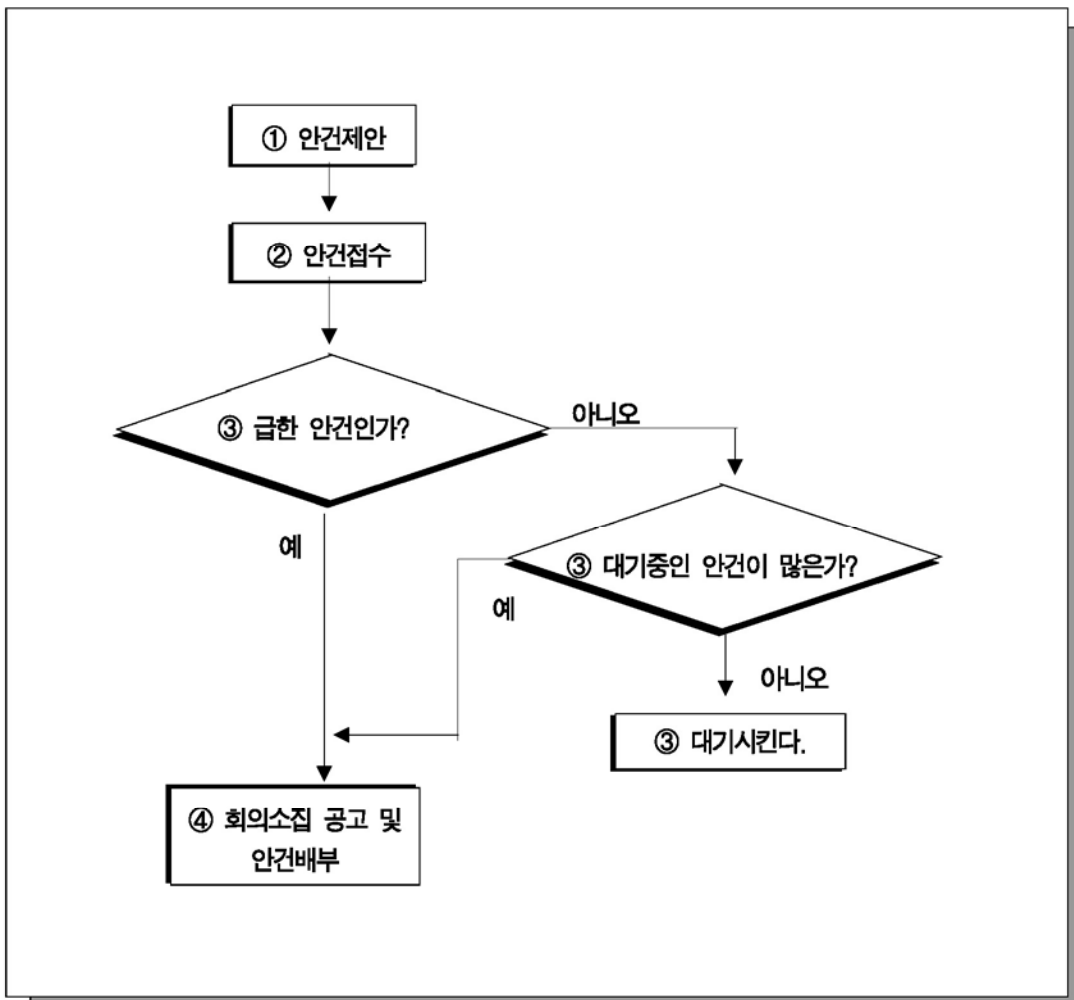 ① 안건제안
② 안건접수
③ 급한 안건인가?
아니오
예
③ 대기중인 안건이 많은가?
예
아니오
③ 대기시킨다.
④ 회의소집 공고 및
안건배부